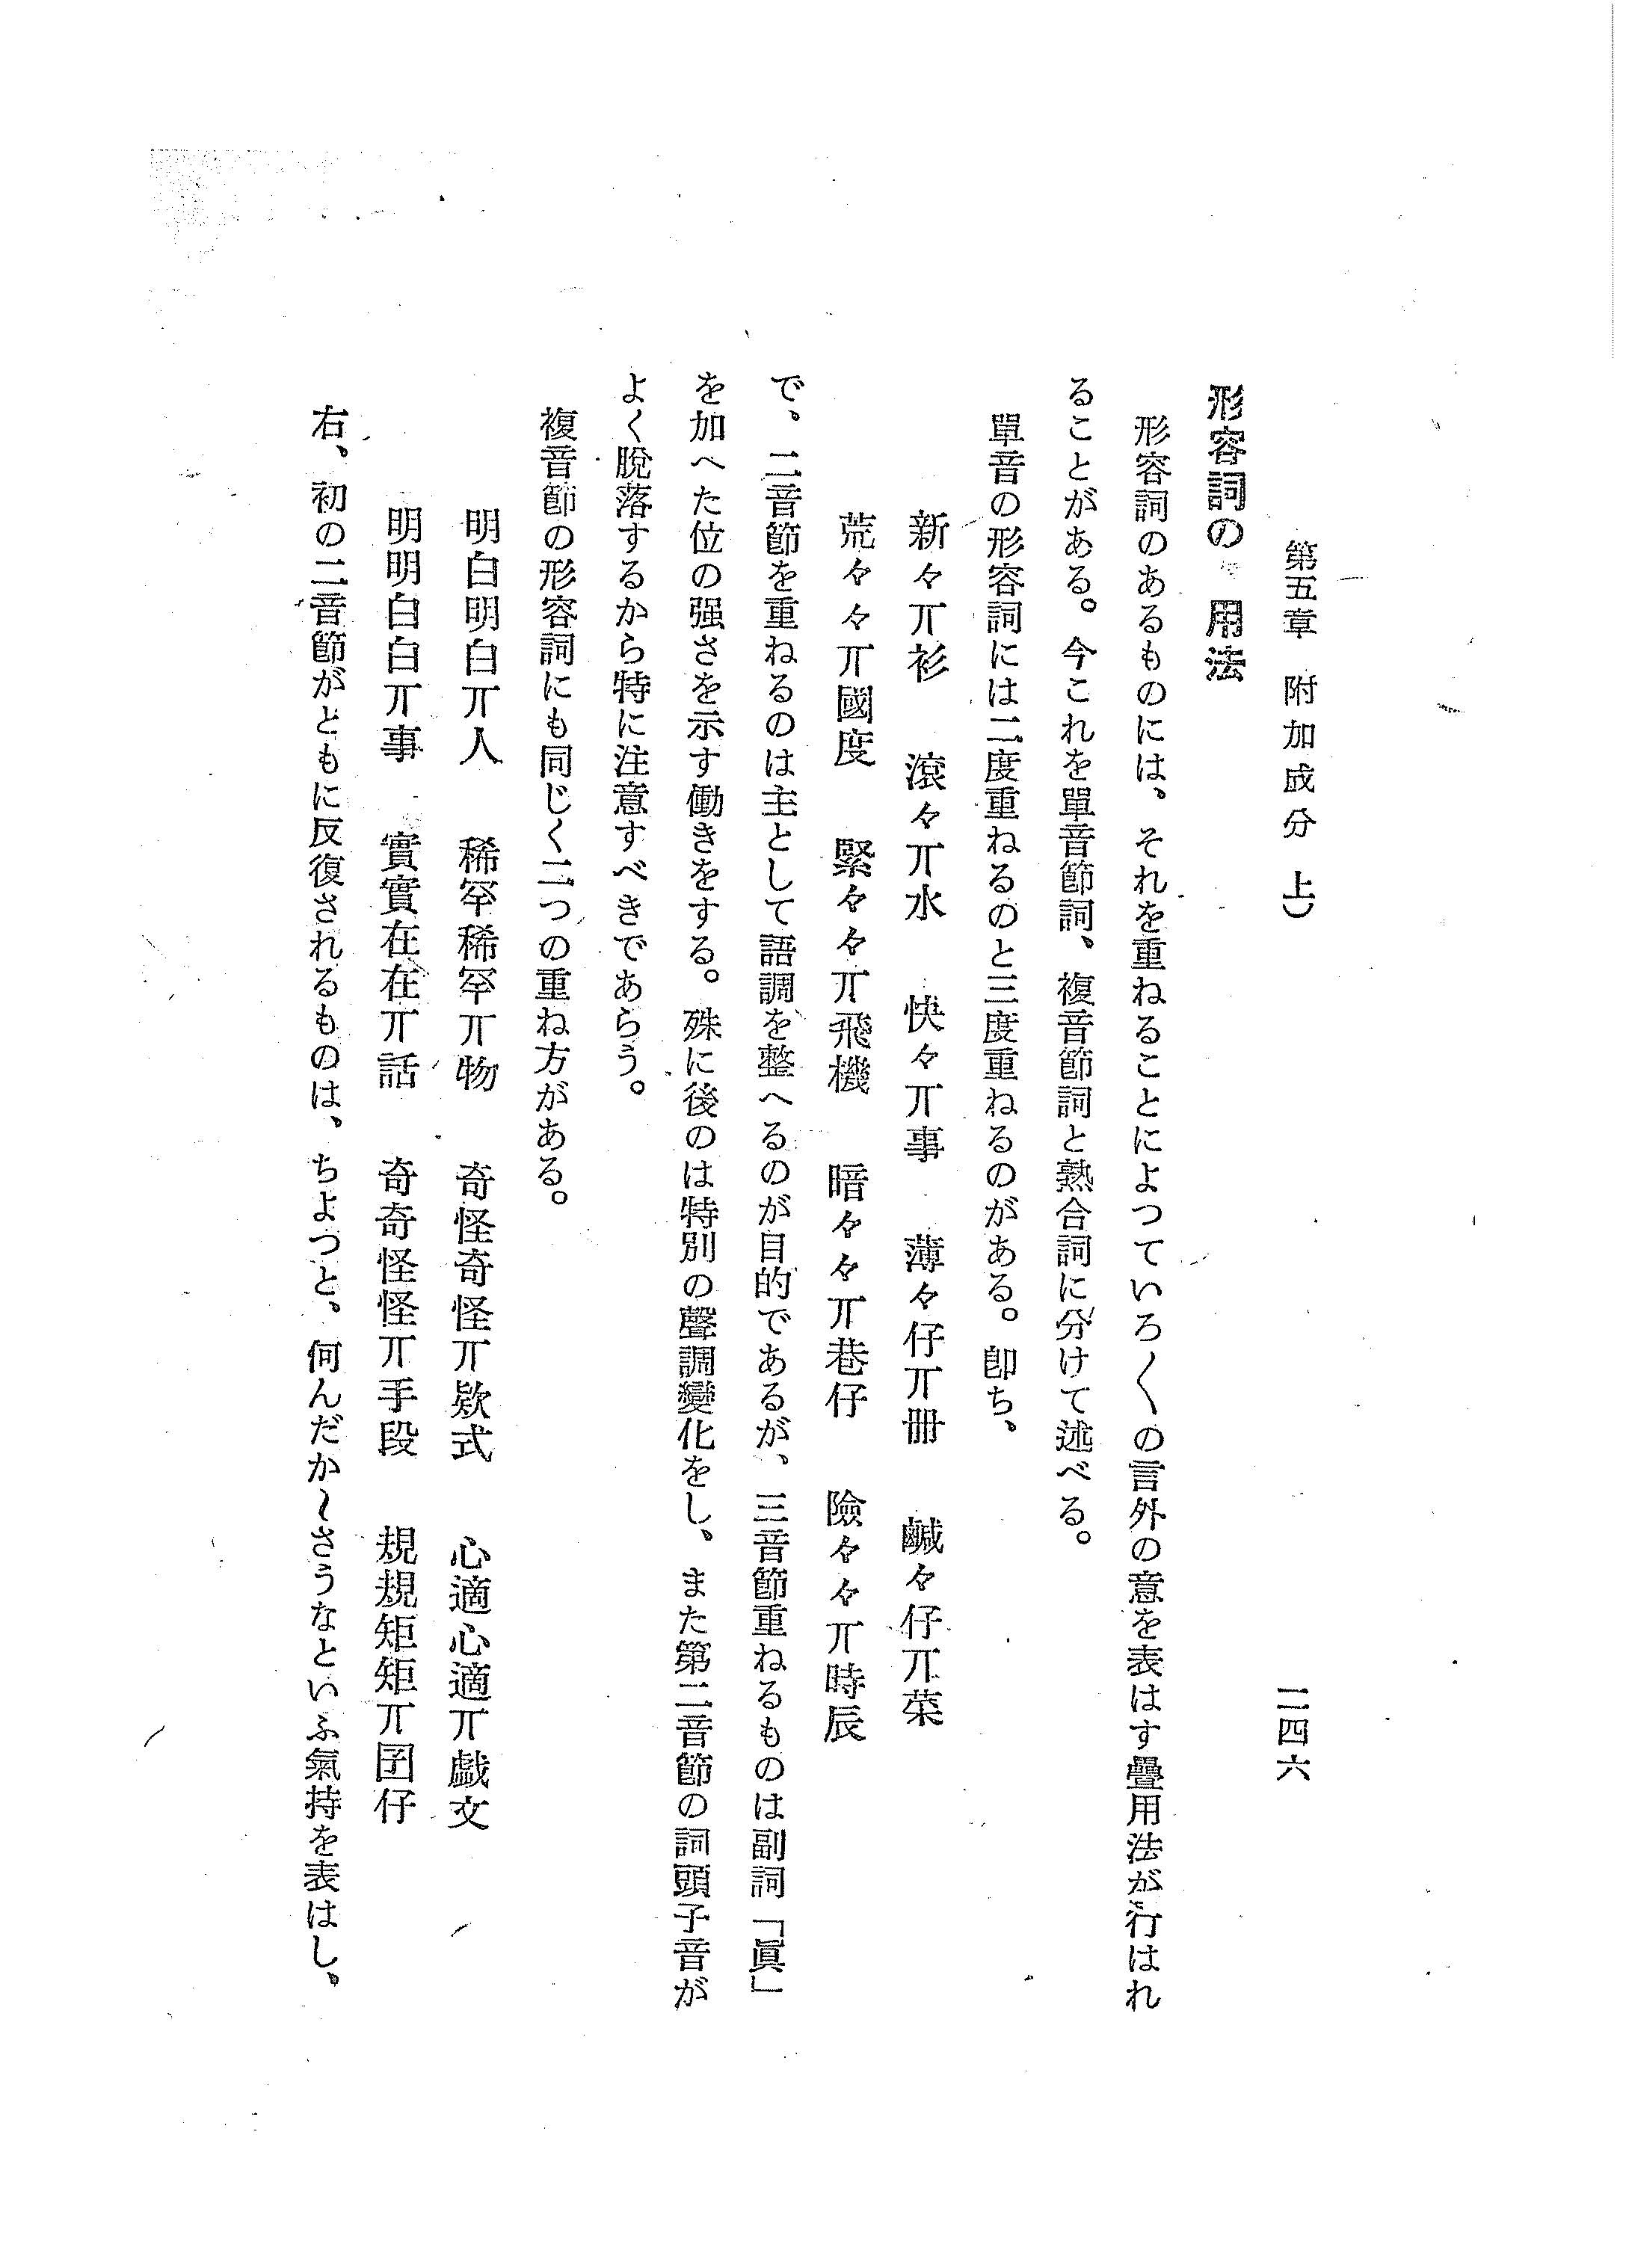 第五章 附加成分 上） 二四六
形容詞の 用法
形容詞のあるものには、それを重ねることによつていろ〱の言外の意を表はす疊用法が行はれ
ることがある。今これを單音節詞、複音節詞と熟合詞に分けて述べる。
單音の形容詞には二度重ねるのと三度重ねるのがある。卽ち、
新々丌衫 滾々丌水 快々丌事 薄々仔丌冊 鹹々仔丌菜
荒々々丌國度 緊々々丌飛機 暗々々丌巷仔 險々々丌時辰
で、二音節を重ねるのは主として語調を整へるのが目的であるが、三音節重ねるものは副詞「眞」
を加へた位の强さを示す働きをする。殊に後のは特別の聲調變化をし、また第二音節の詞頭子音が
よく脫落するから特に注意すべきであらう。
複音節の形容詞にも同じく二つの重ね方がある。
明白明白丌人 稀罕稀罕丌物 奇怪奇怪丌欵式 心適心適丌戱文
明明白白丌事 實實在在丌話 奇奇怪怪丌手段 規規矩矩丌囝仔
右、初の二音節がともに反復されるものは、ちよつと、何んだか〜さうなといふ氣持を表はし、